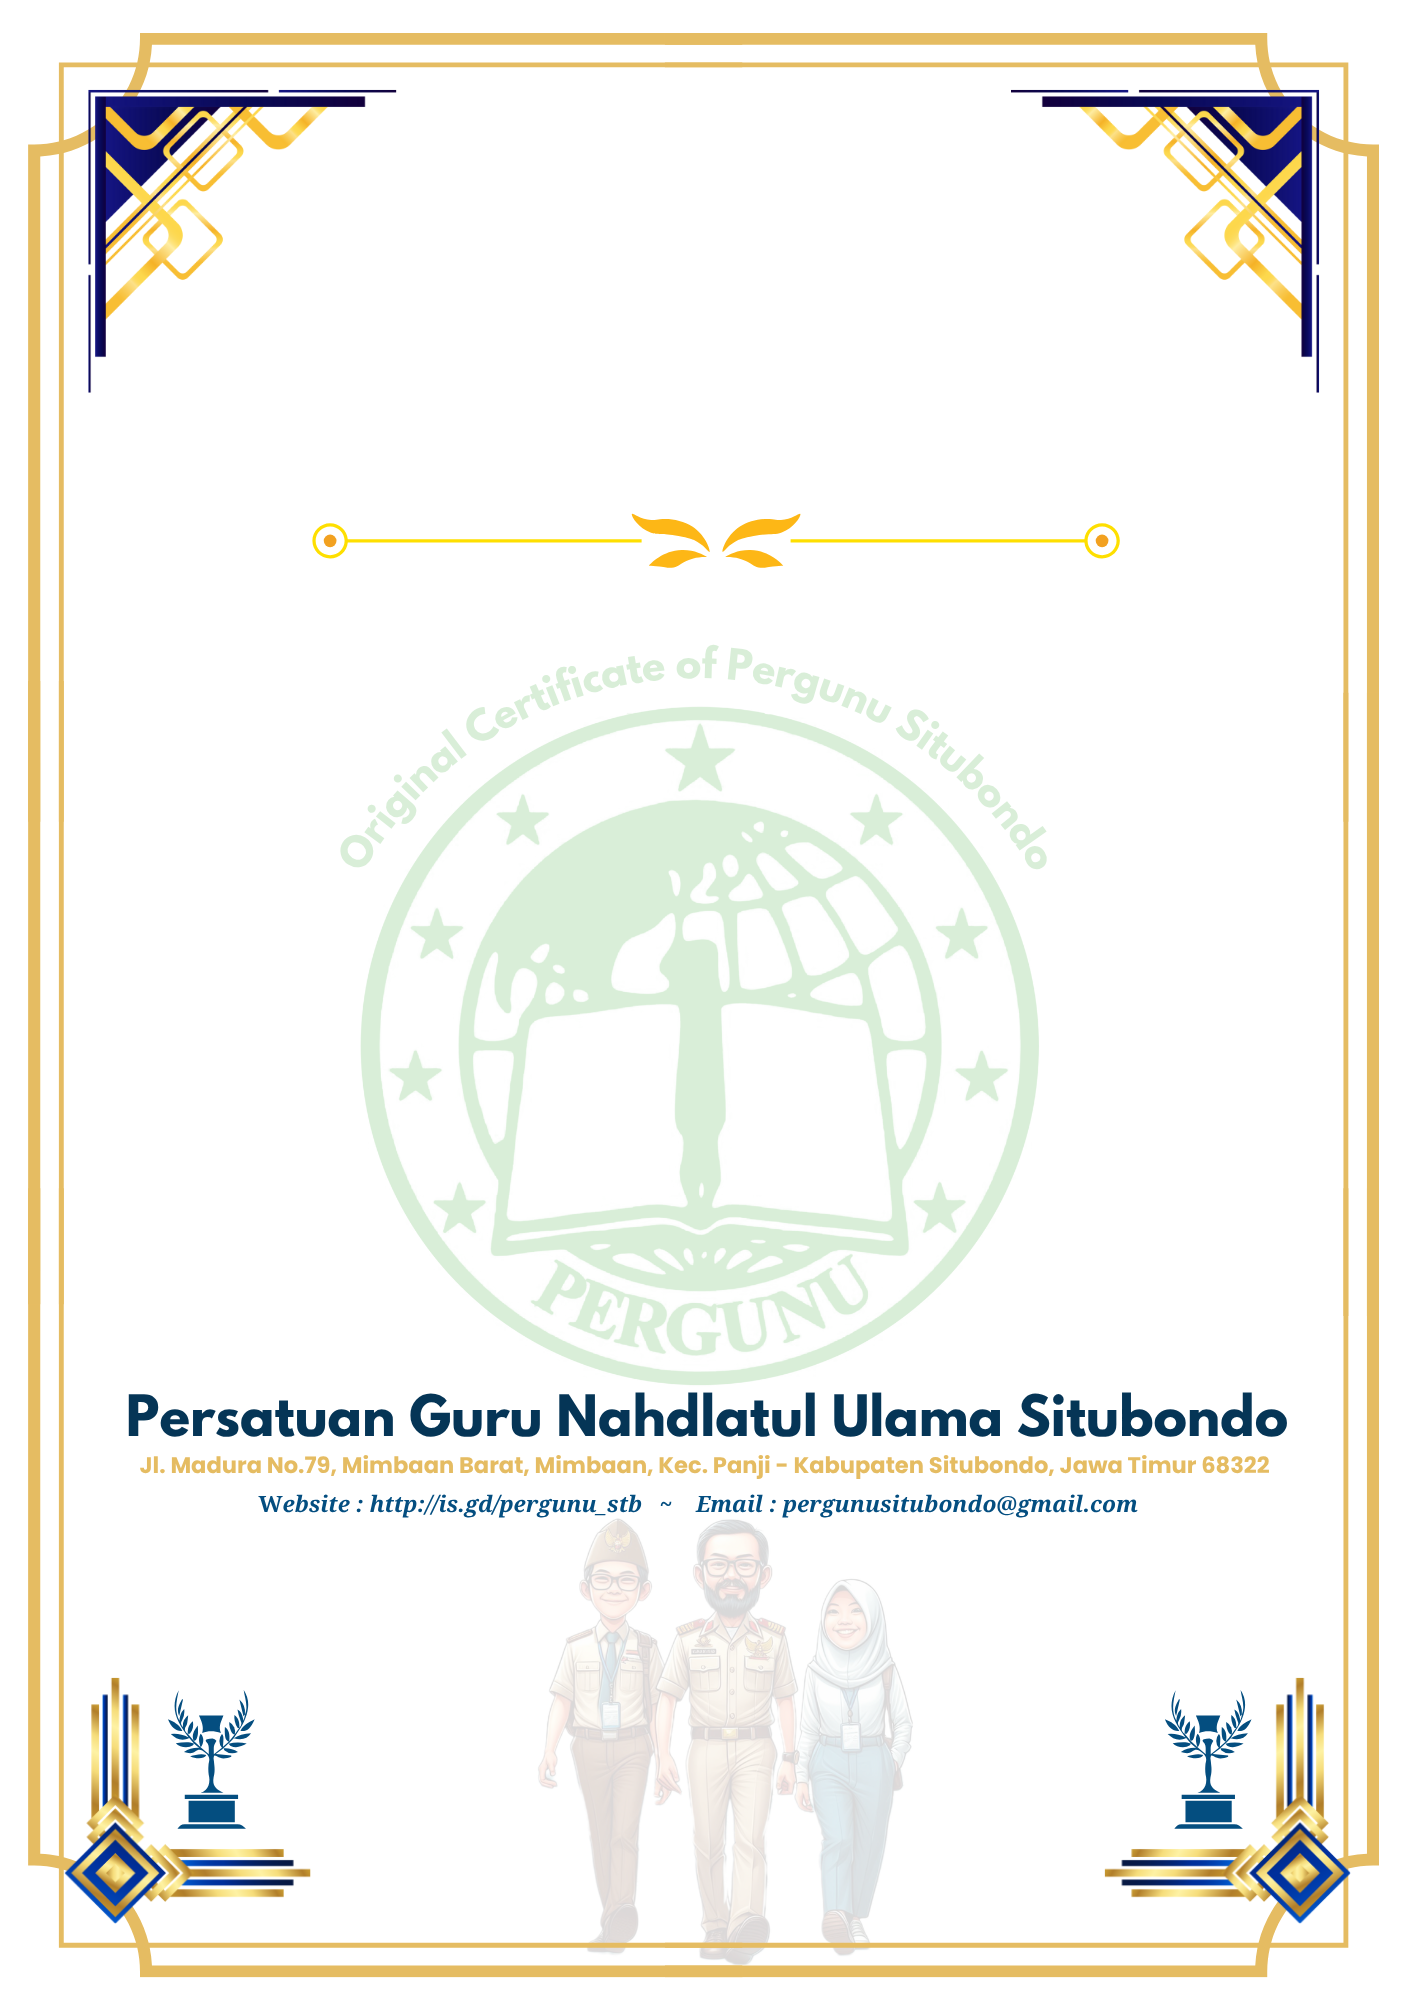 Original Certificate of Pergunu Situbondo
PERGUNU
Persatuan Guru Nahdlatul Ulama Situbondo
Jl. Madura No.79, Mimbaan Barat, Mimbaan, Kec. Panji - Kabupaten Situbondo, Jawa Timur 68322
Website : http://is.gd/pergunu_stb ~ Email : pergunusitubondo@gmail.com